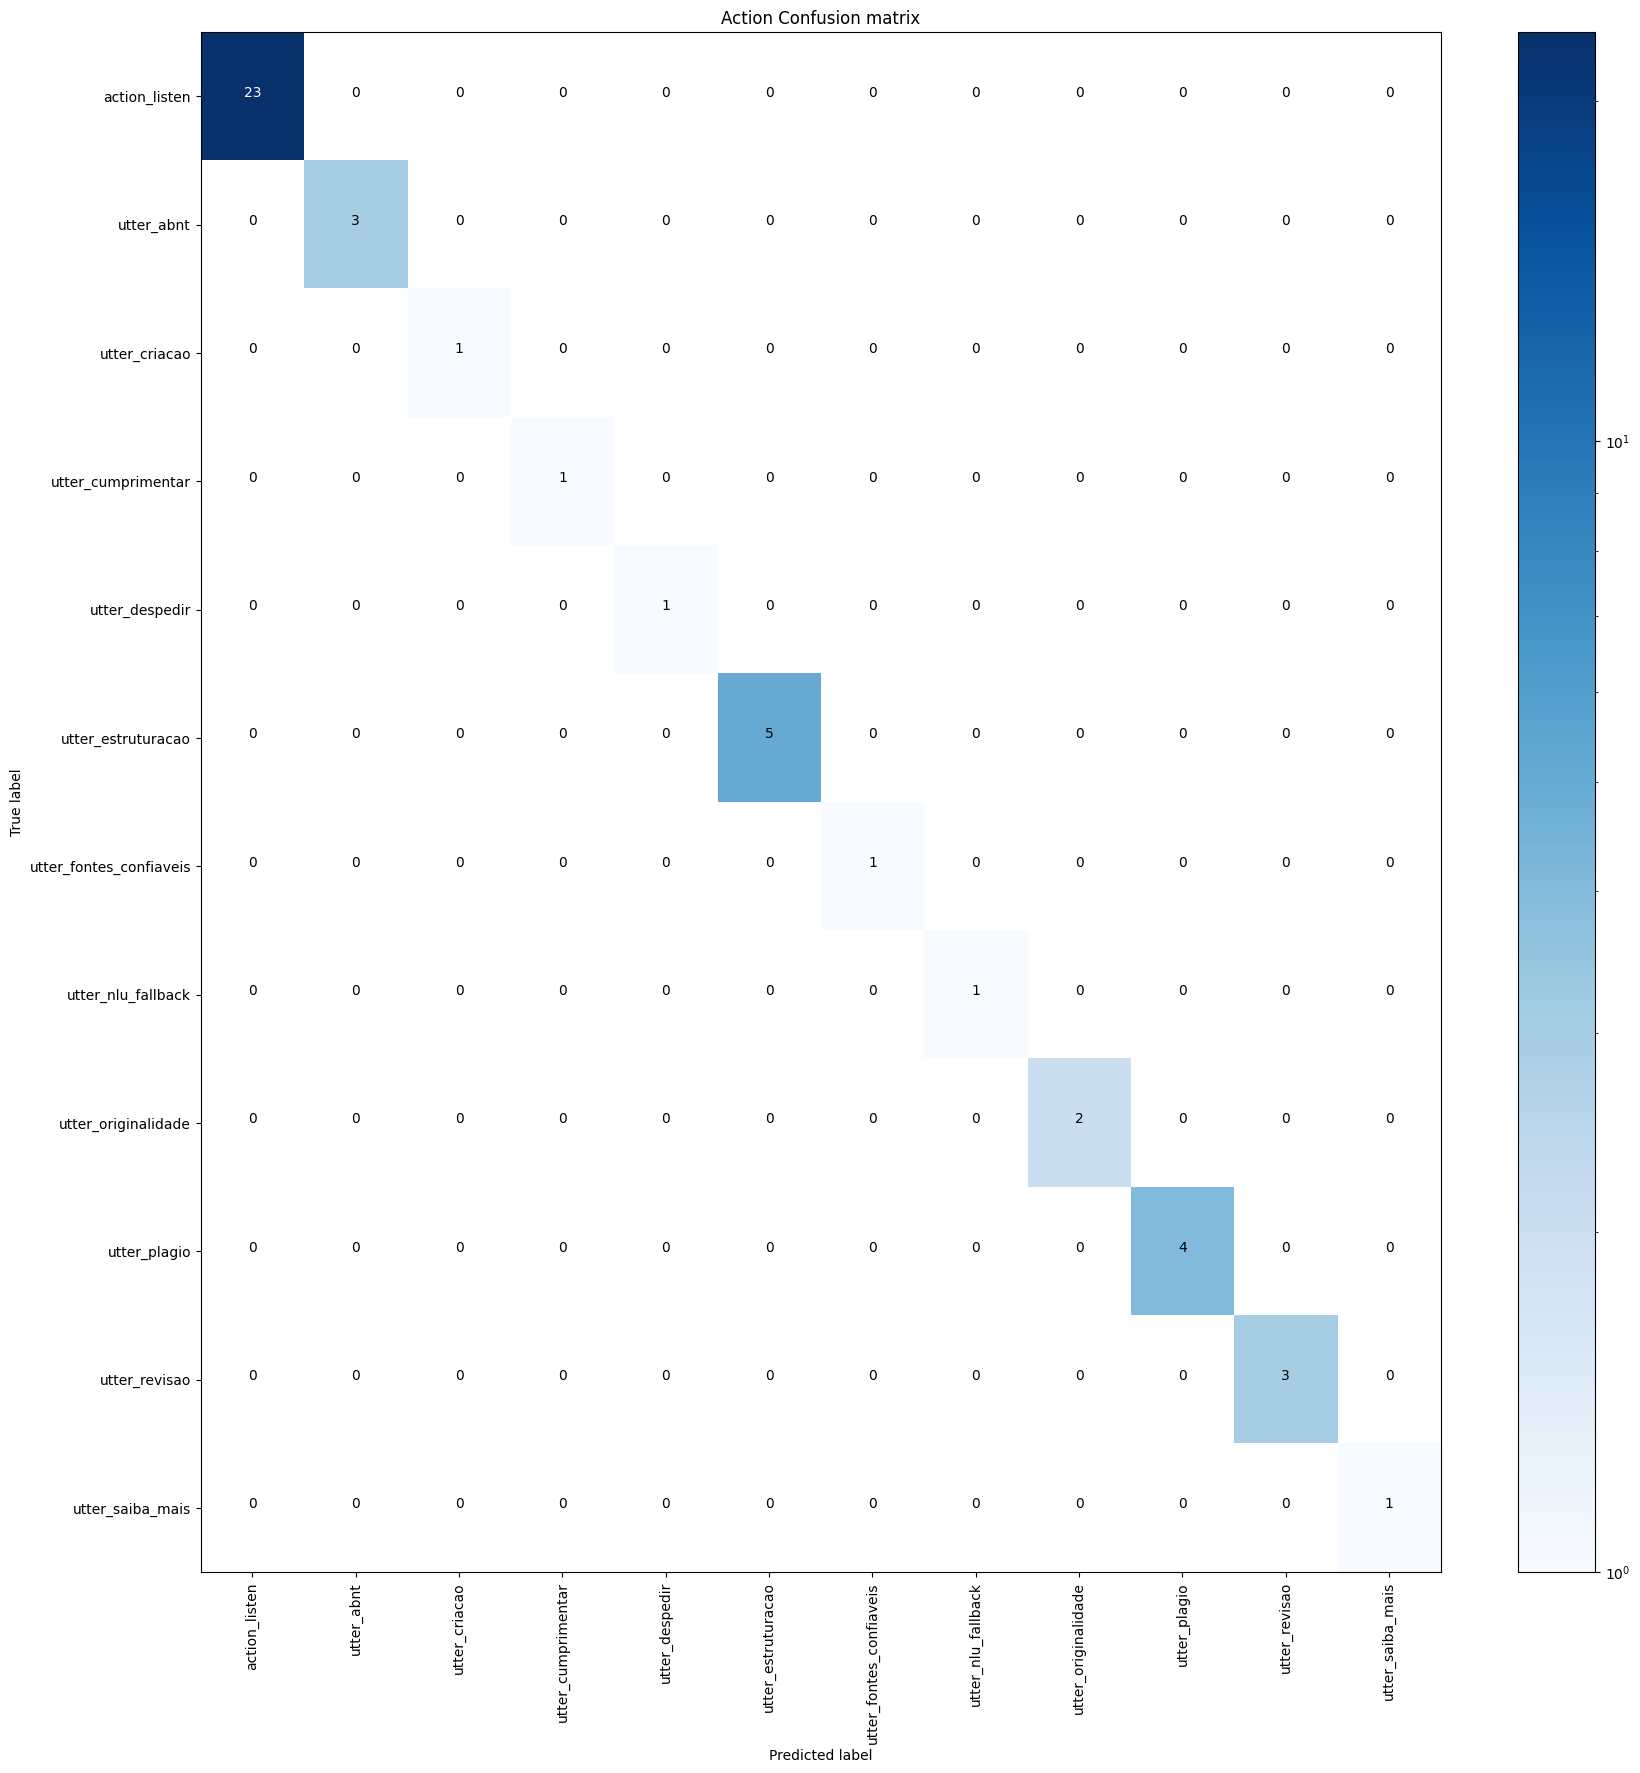 Action Confusion matrix
action_listen 23 0 0 0 0 0 0 0 0 0 0 0
utter_abnt 0 3 0 0 0 0 0 0 0 0 0 0
utter_criacao 0 0 1 0 0 0 0 0 0 0 0 0
utter_cumprimentar 0 0 0 1 0 0 0 0 0 0 0 0
utter_despedir 0 0 0 0 1 0 0 0 0 0 0 0
utter_estruturacao 0 0 0 0 0 5 0 0 0 0 0 0
utter_fontes_confiaveis 0 0 0 0 0 0 1 0 0 0 0 0
utter_nlu_fallback 0 0 0 0 0 0 0 1 0 0 0 0
utter_originalidade 0 0 0 0 0 0 0 0 2 0 0 0
utter_plagio 0 0 0 0 0 0 0 0 0 4 0 0
utter_revisao 0 0 0 0 0 0 0 0 0 0 3 0
utter_saiba_mais 0 0 0 0 0 0 0 0 0 0 0 1
True label
action_listen
utter_abnt
utter_criacao
utter_cumprimentar
utter_despedir
utter_estruturacao
utter_fontes_confiaveis
utter_nlu_fallback
utter_originalidade
utter_plagio
utter_revisao
utter_saiba_mais
Predicted label
10¹
10⁰